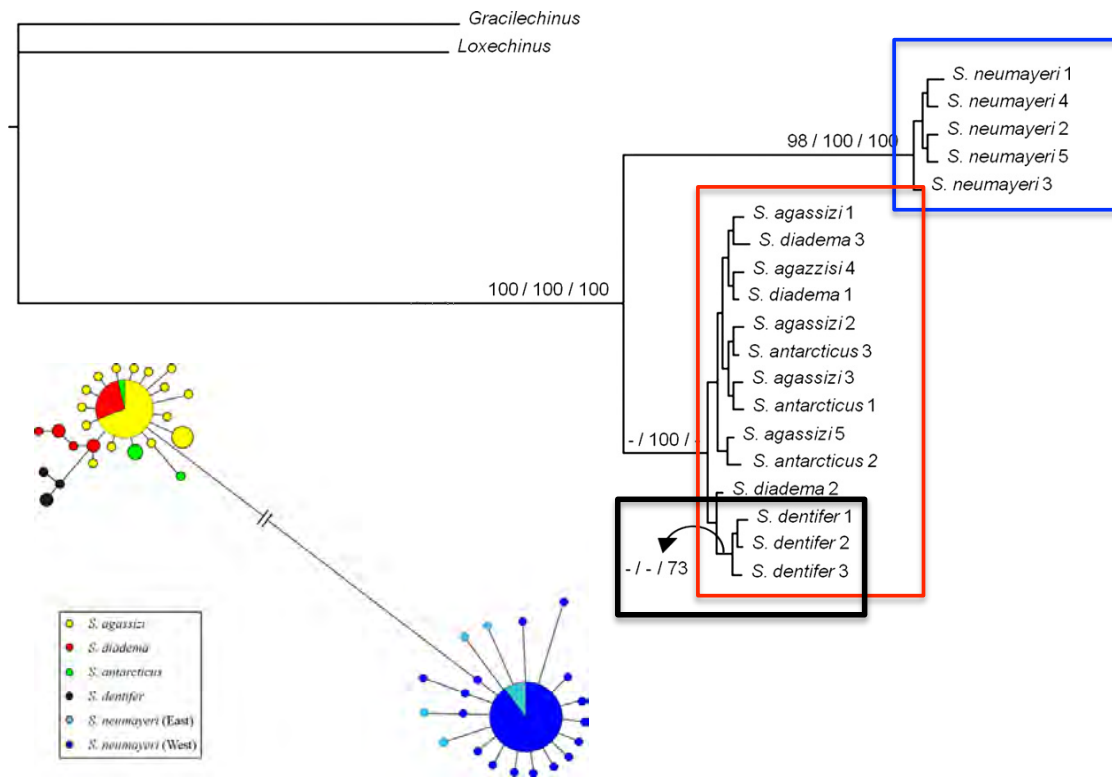 Gracilechinus
Loxechinus
S. neumayeri 1
S. neumayeri 4
98 / 100 / 100
S. neumayeri 2
S. neumayeri 5
S. neumayeri 3
S. agassizi 1
S. diadema 3
S. agazzisi 4
100 / 100 / 100
S. diadema 1
S. agassizi 2
S. antarcticus 3
S. agassizi 3
S. antarcticus 1
- / 100 / -
S. agassizi 5
S. antarcticus 2
S. diadema 2
S. dentifer 1
S. dentifer 2
- / - / 73
S. dentifer 3
S. agassizi
S. diadema
S. antarcticus
S. dentifer
S. neumayeri (East)
S. neumayeri (West)